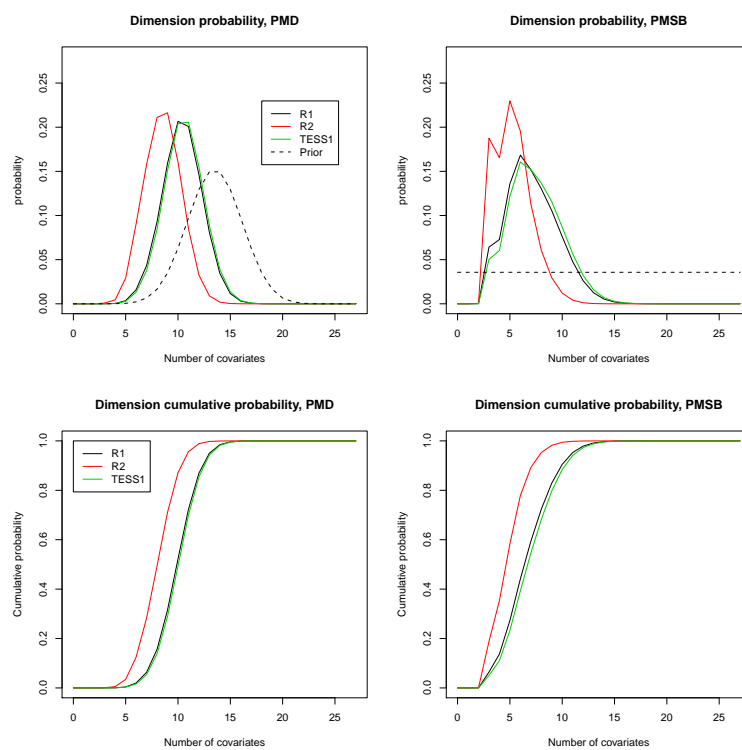 Dimension probability, PMD
probability
0.00 0.05 0.10 0.15 0.20 0.25
0 5 10 15 20 25
Number of covariates
R1
R2
TESS1
Prior
Dimension probability, PMSB
probability
0.00 0.05 0.10 0.15 0.20 0.25
0 5 10 15 20 25
Number of covariates
Dimension cumulative probability, PMD
Cumulative probability
0.0 0.2 0.4 0.6 0.8 1.0
0 5 10 15 20 25
Number of covariates
R1
R2
TESS1
Dimension cumulative probability, PMSB
Cumulative probability
0.0 0.2 0.4 0.6 0.8 1.0
0 5 10 15 20 25
Number of covariates